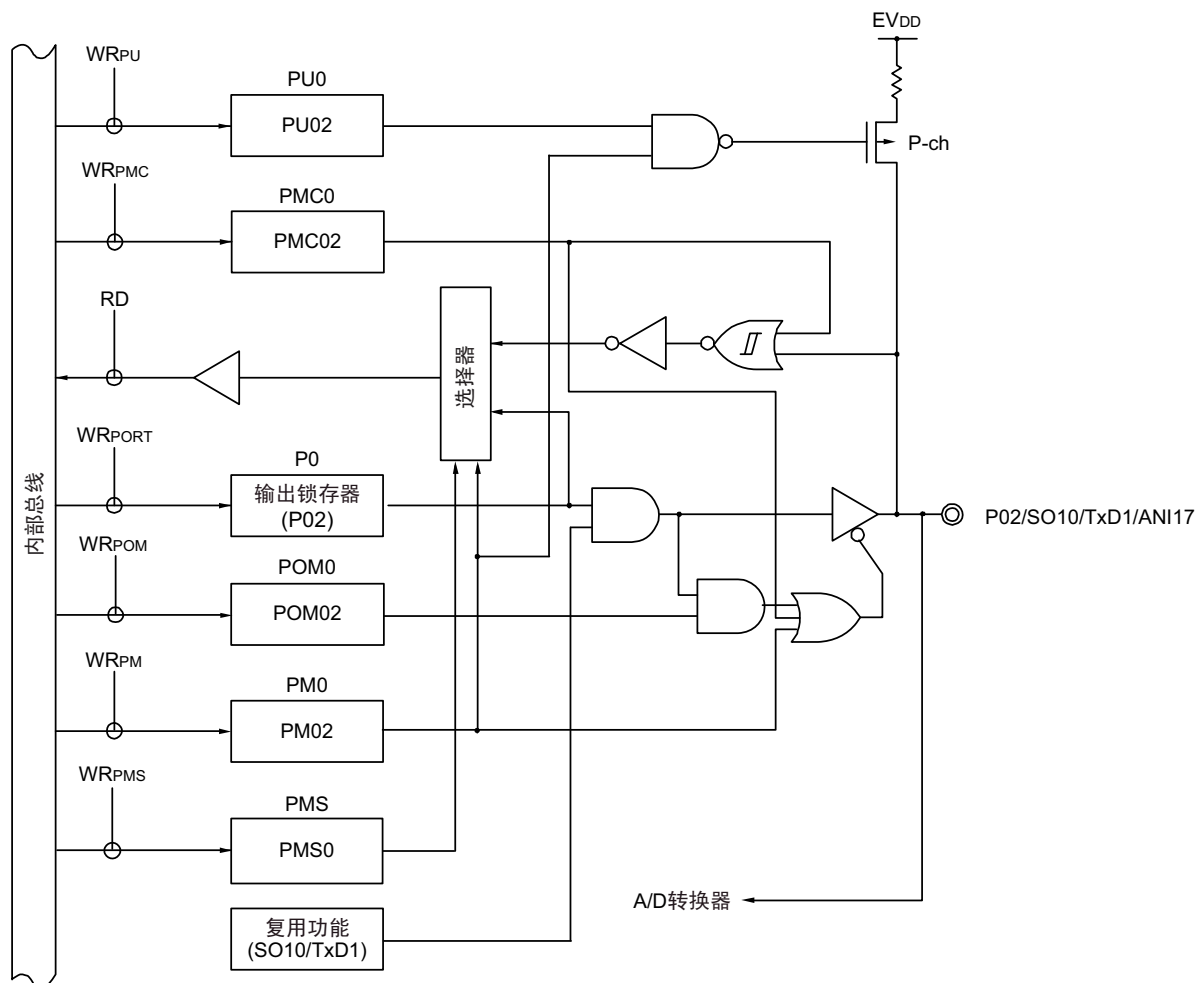 EVDD
WRPU
PU0
PU02
P-ch
WRPMC
PMC0
PMC02
RD
选择器
WRPORT
P0
输出锁存器
(P02)
内部总线
P02/SO10/TxD1/ANI17
WRPOM
POM0
POM02
WRPM
PM0
PM02
WRPMS
PMS
PMS0
A/D转换器
复用功能
(SO10/TxD1)